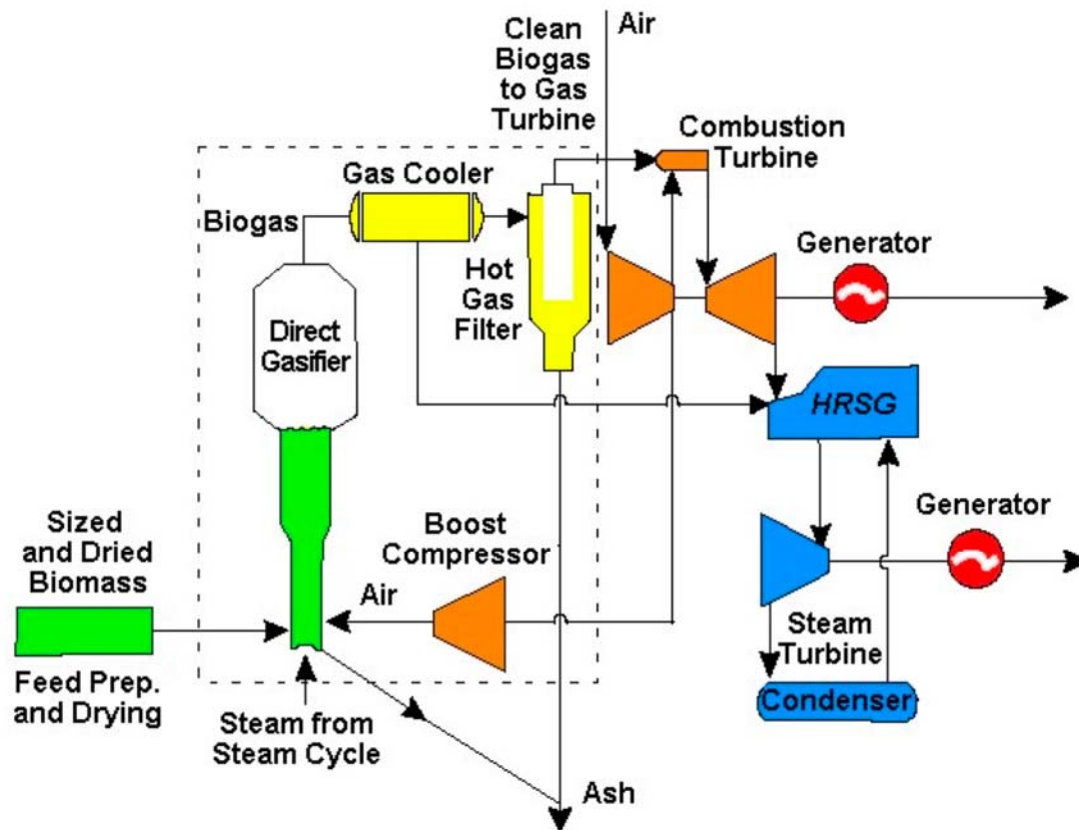 Clean
Biogas
to Gas
Turbine
Air
Combustion
Turbine
Gas Cooler
Biogas
Generator
Hot
Gas
Filter
Direct
Gasifier
HRSG
Sized
and Dried
Biomass
Boost
Compressor
Generator
Air
Feed Prep.
and Drying
Steam
Turbine
Condenser
Steam from
Steam Cycle
Ash